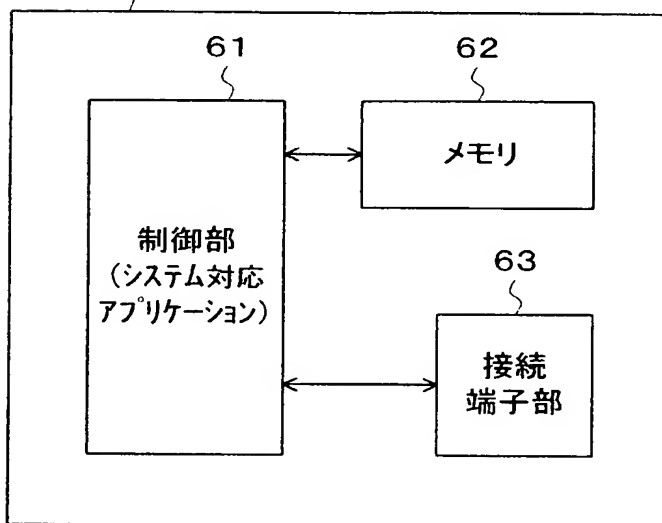 61
62
メモリ
制御部
(システム対応
アプリケーション)
63
接続
端子部